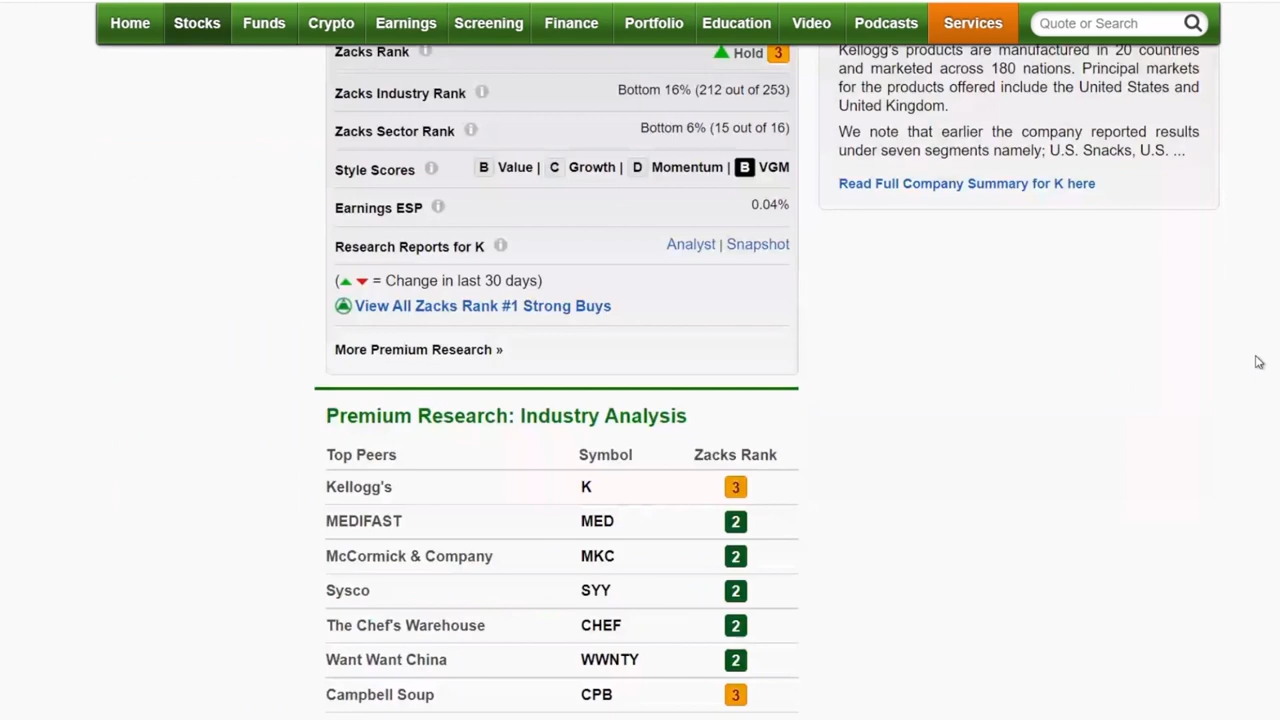 Home Stocks Funds Crypto Earnings Screening Finance Portfolio Education Video Podcasts Services Quote or Search
Zacks Rank Hold 3
Zacks Industry Rank Bottom 16% (212 out of 253)
Zacks Sector Rank Bottom 6% (15 out of 16)
Style Scores B Value | C Growth | D Momentum | B VGM
Earnings ESP 0.04%
Research Reports for K Analyst | Snapshot
(= Change in last 30 days)
View All Zacks Rank #1 Strong Buys
More Premium Research »
Kellogg's products are manufactured in 20 countries
and marketed across 180 nations. Principal markets
for the products offered include the United States and
United Kingdom.
We note that earlier the company reported results
under seven segments namely; U.S. Snacks, U.S. ...
Read Full Company Summary for K here
Premium Research: Industry Analysis
Top Peers Symbol Zacks Rank
Kellogg's K 3
MEDIFAST MED 2
McCormick & Company MKC 2
Sysco SYY 2
The Chef's Warehouse CHEF 2
Want Want China WWNTY 2
Campbell Soup CPB 3